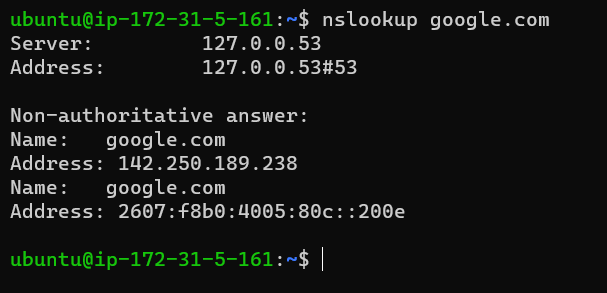 ubuntu@ip-172-31-5-161:~$ nslookup google.com
Server:         127.0.0.53
Address:        127.0.0.53#53
Non-authoritative answer:
Name:   google.com
Address: 142.250.189.238
Name:   google.com
Address: 2607:f8b0:4005:80c::200e
ubuntu@ip-172-31-5-161:~$